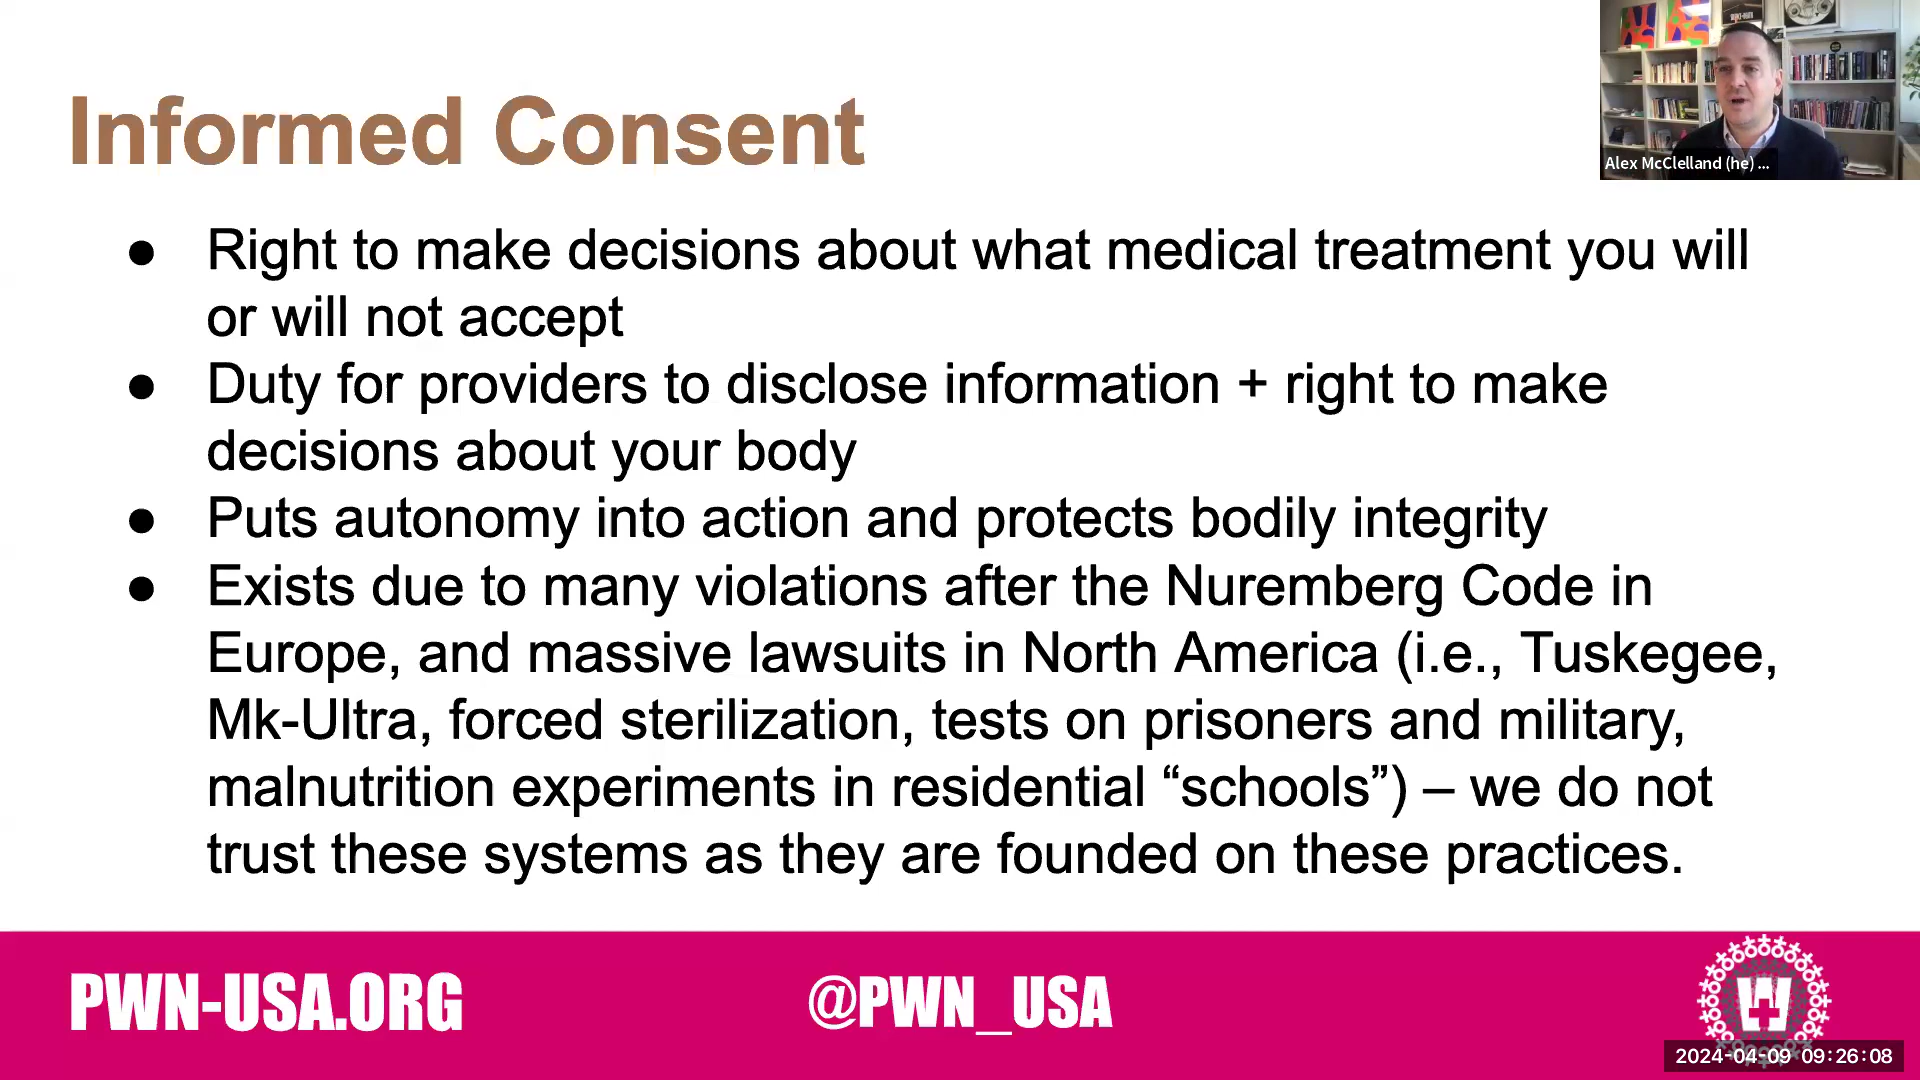 Informed Consent
Alex McClelland (he) ...
● Right to make decisions about what medical treatment you will
or will not accept
● Duty for providers to disclose information + right to make
decisions about your body
● Puts autonomy into action and protects bodily integrity
● Exists due to many violations after the Nuremberg Code in
Europe, and massive lawsuits in North America (i.e., Tuskegee,
Mk-Ultra, forced sterilization, tests on prisoners and military,
malnutrition experiments in residential “schools”) – we do not
trust these systems as they are founded on these practices.
PWN-USA.ORG
@PWN_USA
2024-04-09 09:26:08